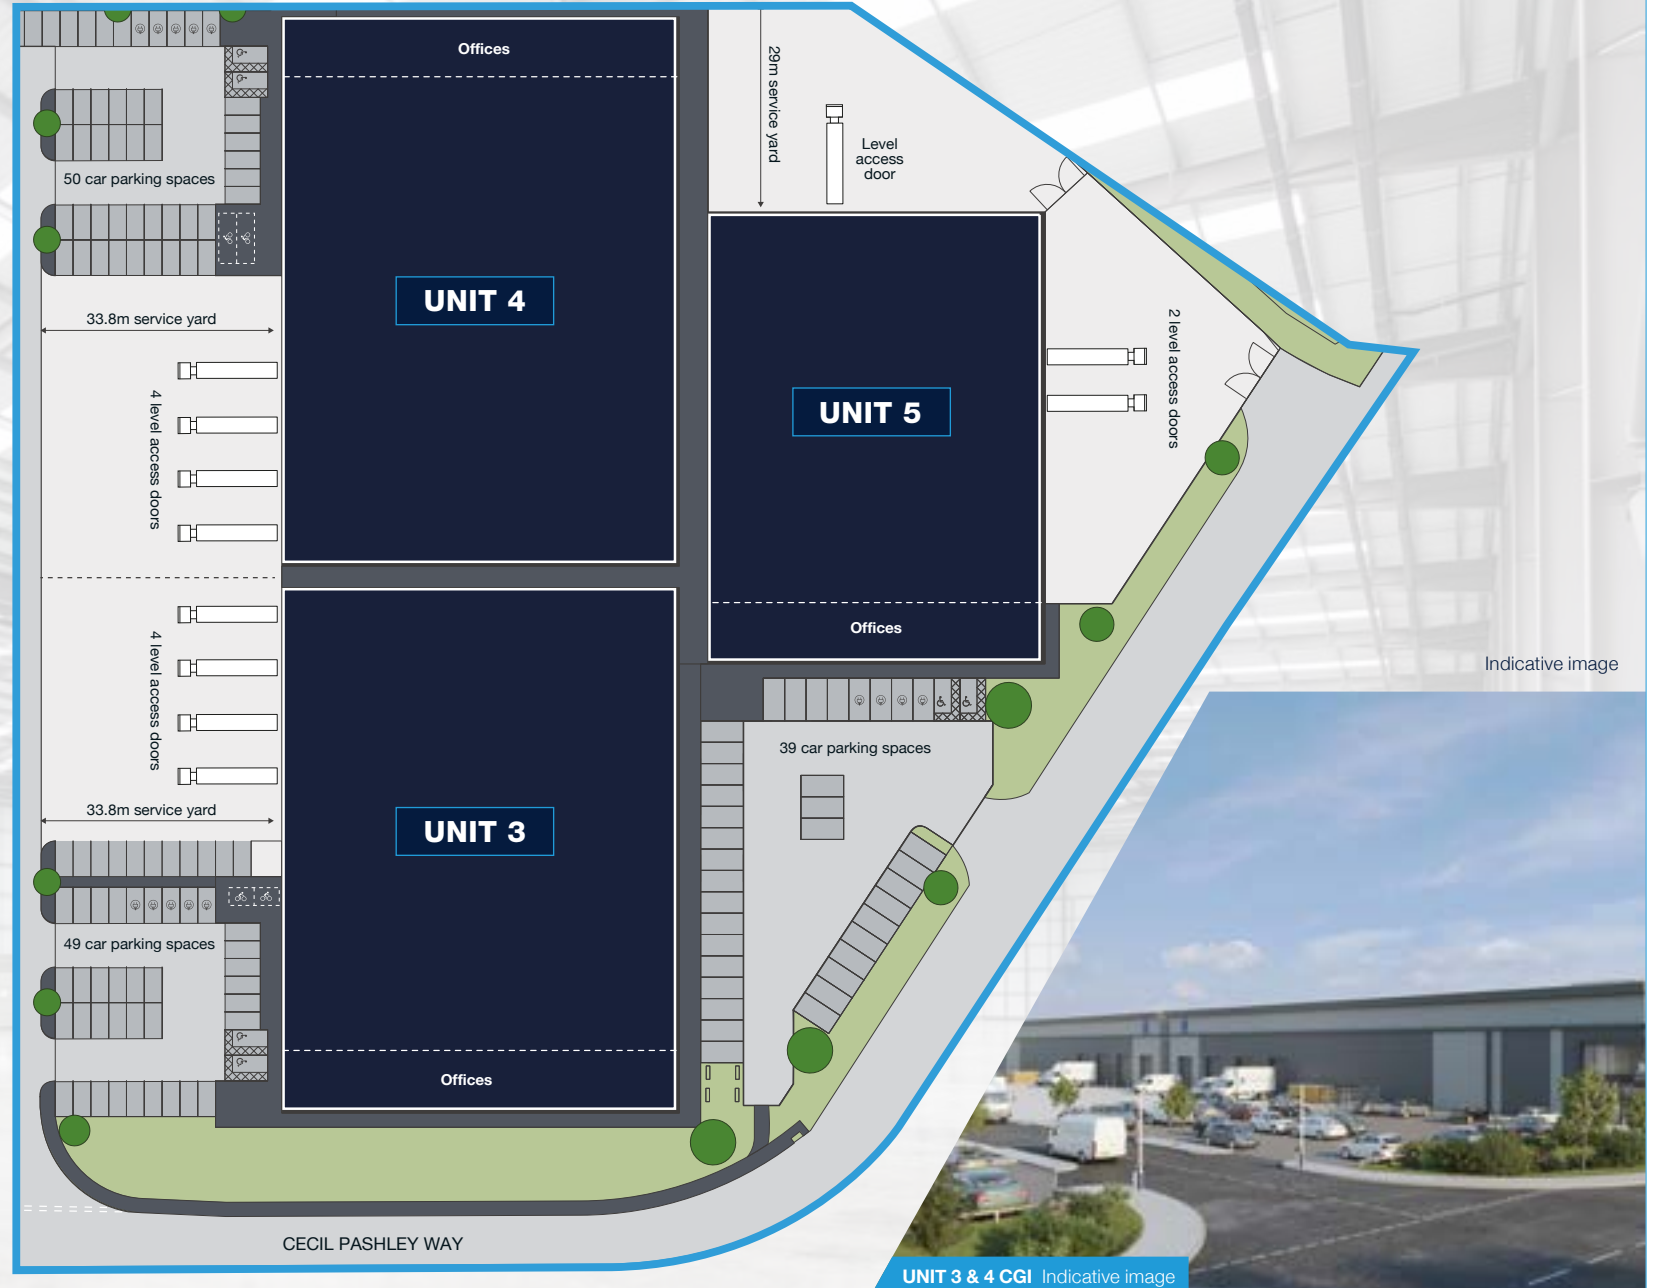 Offices
29m service yard
Level
access
door
50 car parking spaces
UNIT 4
33.8m service yard
4 level access doors
2 level access doors
UNIT 5
Offices
4 level access doors
Indicative image
39 car parking spaces
33.8m service yard
UNIT 3
49 car parking spaces
Offices
CECIL PASHLEY WAY
UNIT 3 & 4 CGI Indicative image